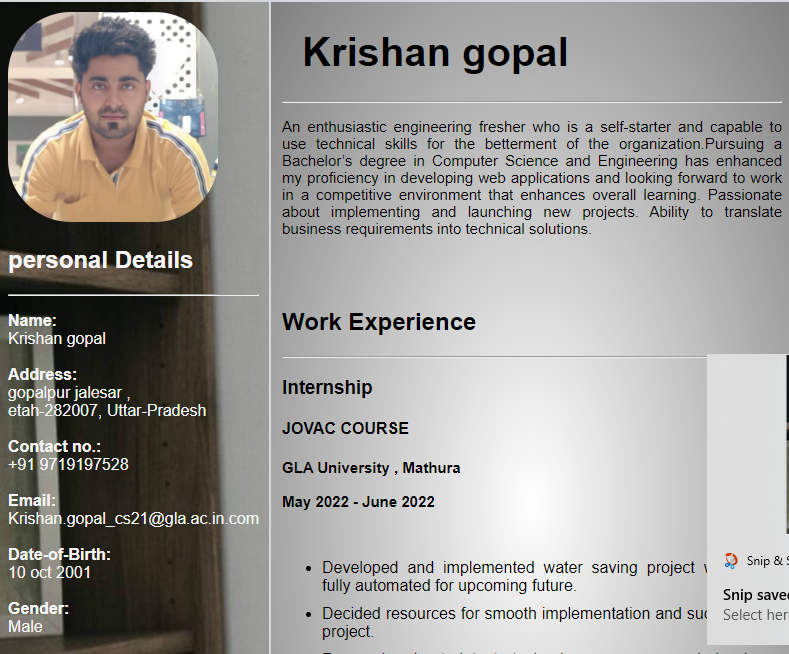 Krishan gopal
An enthusiastic engineering fresher who is a self-starter and capable to
use technical skills for the betterment of the organization.Pursuing a
Bachelor's degree in Computer Science and Engineering has enhanced
my proficiency in developing web applications and looking forward to work
in a competitive environment that enhances overall learning. Passionate
about implementing and launching new projects. Ability to translate
business requirements into technical solutions.
personal Details
Name:
Krishan gopal
Address:
gopalpur jalesar ,
etah-282007, Uttar-Pradesh
Contact no.:
+91 9719197528
Email:
Krishan.gopal_cs21@gla.ac.in.com
Date-of-Birth:
10 oct 2001
Gender:
Male
Work Experience
Internship
JOVAC COURSE
GLA University , Mathura
May 2022 - June 2022
• Developed and implemented water saving project
fully automated for upcoming future.
• Decided resources for smooth implementation and
project.
Snip &
Snip saved
Select